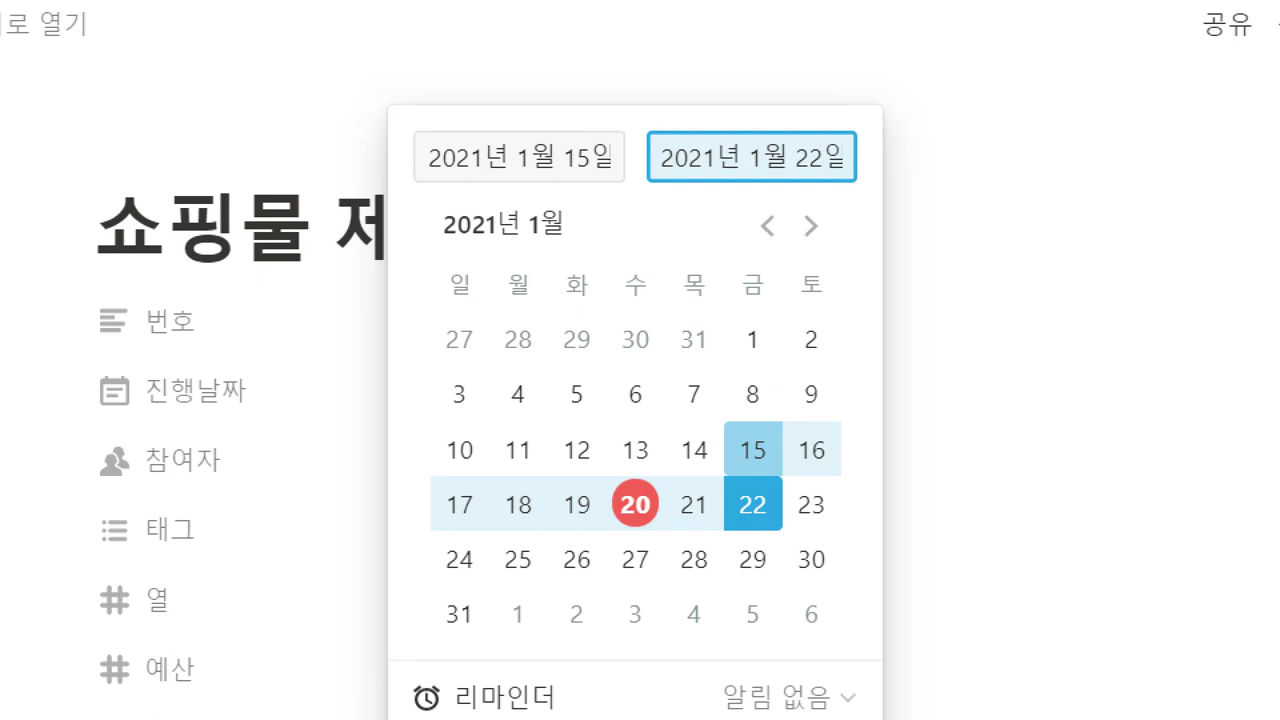 로 열기
공유
2021년 1월 15일 2021년 1월 22일
쇼핑몰
2021년 1월
일 월 화 수 목 금 토
27 28 29 30 31 1 2
3 4 5 6 7 8 9
10 11 12 13 14 15 16
17 18 19 20 21 22 23
24 25 26 27 28 29 30
31 1 2 3 4 5 6
번호
진행날짜
참여자
태그
열
예산
리마인더 알림 없음